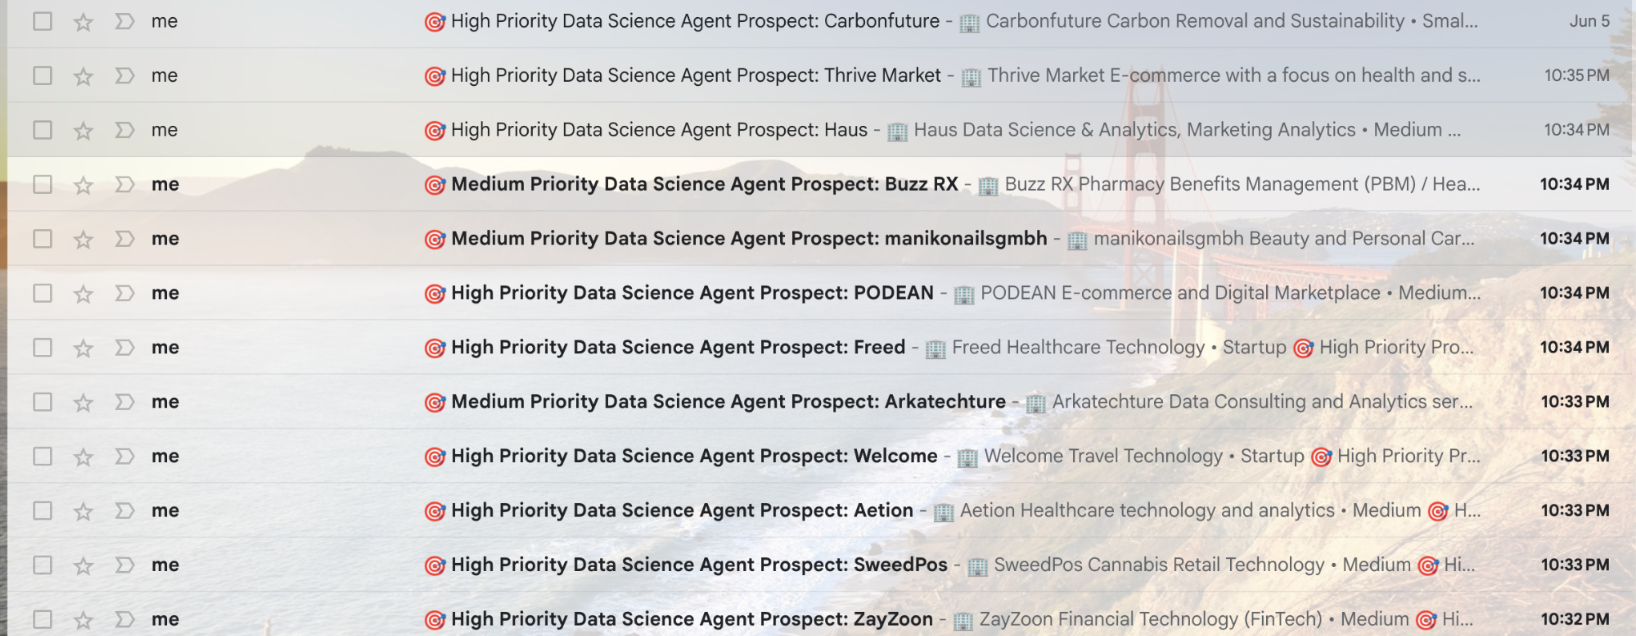 me 🎯 High Priority Data Science Agent Prospect: Carbonfuture - 🏢 Carbonfuture Carbon Removal and Sustainability • Smal... Jun 5
me 🎯 High Priority Data Science Agent Prospect: Thrive Market - 🏢 Thrive Market E-commerce with a focus on health and s... 10:35 PM
me 🎯 High Priority Data Science Agent Prospect: Haus - 🏢 Haus Data Science & Analytics, Marketing Analytics • Medium ... 10:34 PM
me 🎯 Medium Priority Data Science Agent Prospect: Buzz RX - 🏢 Buzz RX Pharmacy Benefits Management (PBM) / Hea... 10:34 PM
me 🎯 Medium Priority Data Science Agent Prospect: manikonailsgmbh - 🏢 manikonailsgmbh Beauty and Personal Car... 10:34 PM
me 🎯 High Priority Data Science Agent Prospect: PODEAN - 🏢 PODEAN E-commerce and Digital Marketplace • Medium... 10:34 PM
me 🎯 High Priority Data Science Agent Prospect: Freed - 🏢 Freed Healthcare Technology • Startup 🎯 High Priority Pro... 10:34 PM
me 🎯 Medium Priority Data Science Agent Prospect: Arkatechture - 🏢 Arkatechture Data Consulting and Analytics ser... 10:33 PM
me 🎯 High Priority Data Science Agent Prospect: Welcome - 🏢 Welcome Travel Technology • Startup 🎯 High Priority Pr... 10:33 PM
me 🎯 High Priority Data Science Agent Prospect: Aetion - 🏢 Aetion Healthcare technology and analytics • Medium 🎯 H... 10:33 PM
me 🎯 High Priority Data Science Agent Prospect: SweedPos - 🏢 SweedPos Cannabis Retail Technology • Medium 🎯 Hi... 10:33 PM
me 🎯 High Priority Data Science Agent Prospect: ZayZoon - 🏢 ZayZoon Financial Technology (FinTech) • Medium 🎯 Hi... 10:32 PM